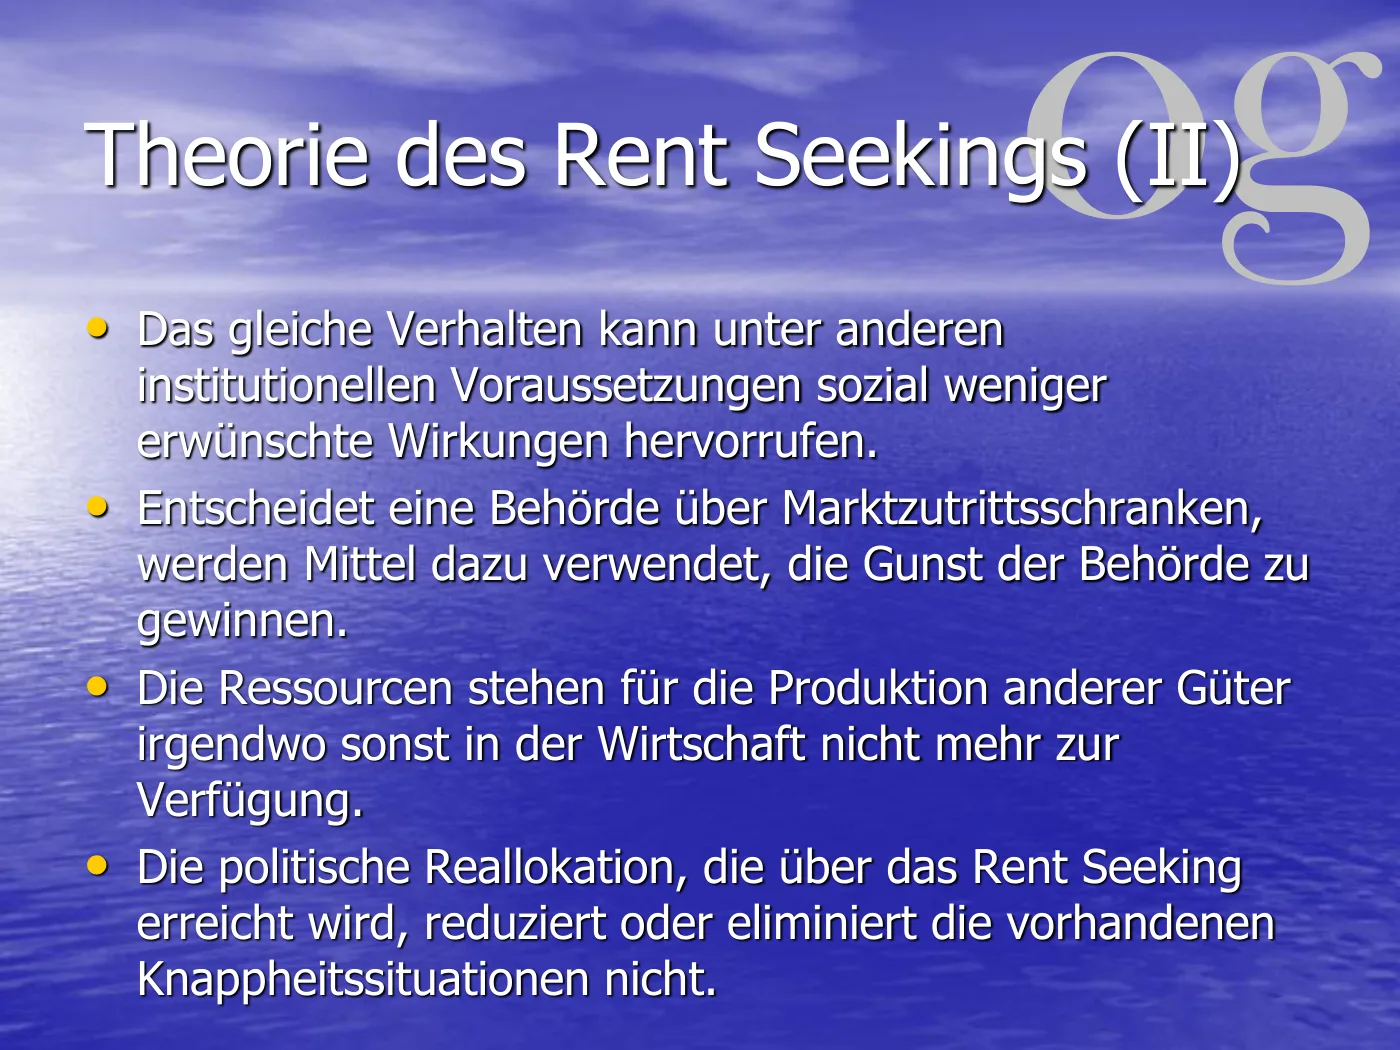 og
Theorie des Rent Seekings (II)
• Das gleiche Verhalten kann unter anderen
institutionellen Voraussetzungen sozial weniger
erwünschte Wirkungen hervorrufen.
• Entscheidet eine Behörde über Marktzutrittsschranken,
werden Mittel dazu verwendet, die Gunst der Behörde zu
gewinnen.
• Die Ressourcen stehen für die Produktion anderer Güter
irgendwo sonst in der Wirtschaft nicht mehr zur
Verfügung.
• Die politische Reallokation, die über das Rent Seeking
erreicht wird, reduziert oder eliminiert die vorhandenen
Knappheitssituationen nicht.